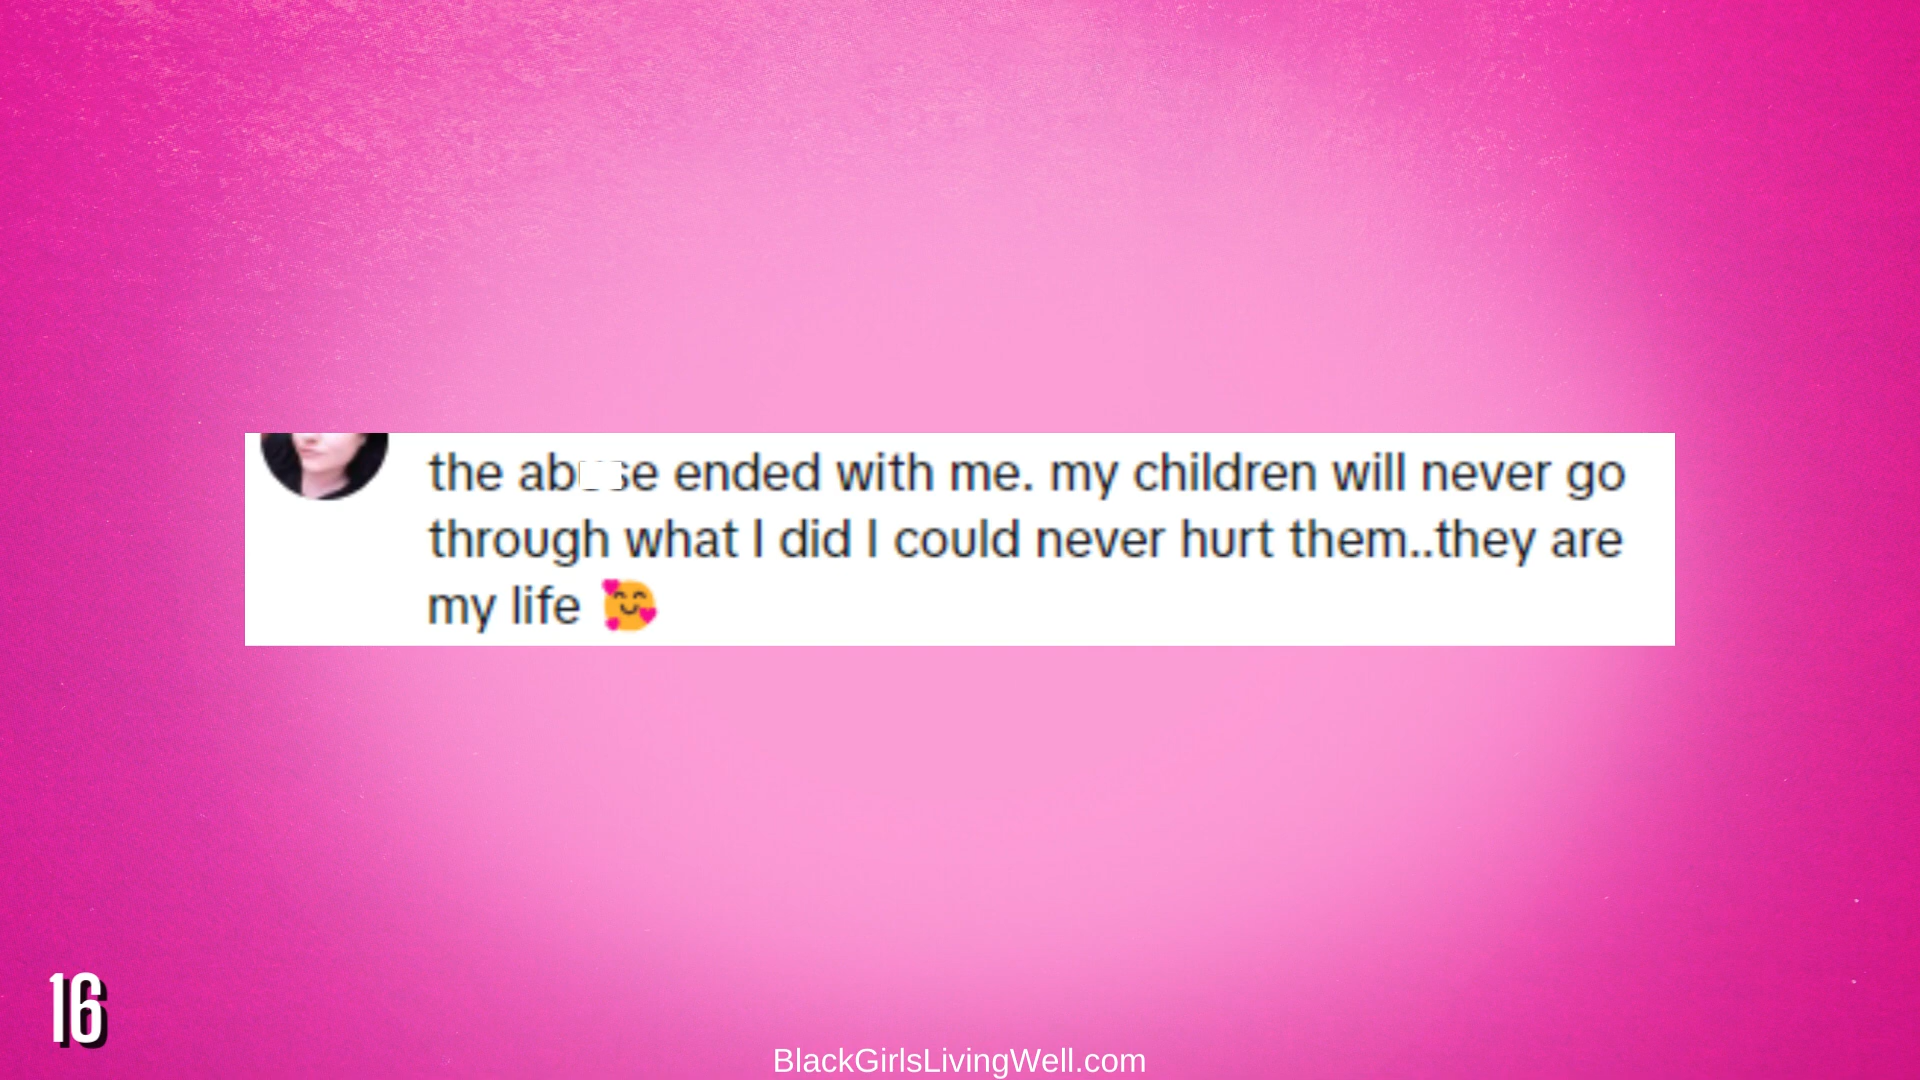 the abuse ended with me. my children will never go
through what I did I could never hurt them..they are
my life 🥰
16
BlackGirlsLivingWell.com